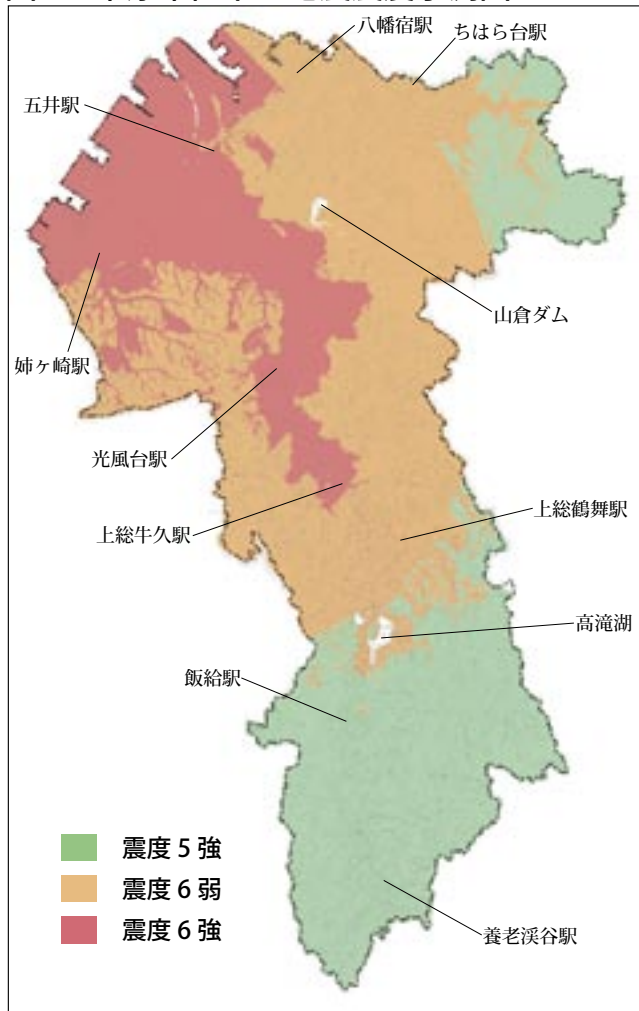 八幡宿駅
ちはら台駅
五井駅
山倉ダム
姉ヶ崎駅
光風台駅
上総牛久駅
上総鶴舞駅
高滝湖
飯給駅
震度5強
震度6弱
震度6強
養老渓谷駅